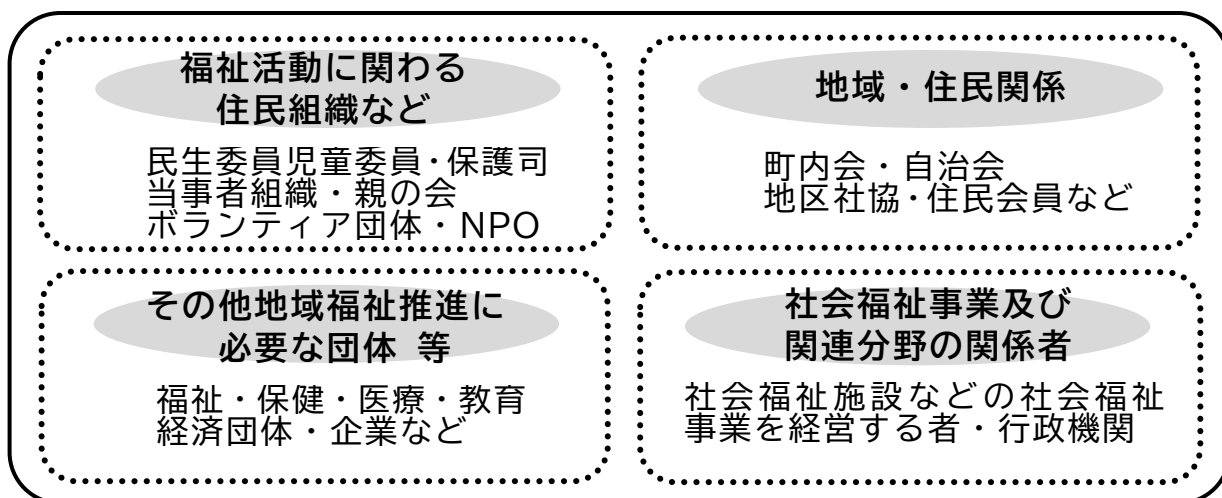 福祉活動に関わる
住民組織など
民生委員児童委員・保護司
当事者組織・親の会
ボランティア団体・NPO
地域・住民関係
町内会・自治会
地区社協・住民会員など
その他地域福祉推進に
必要な団体 等
福祉・保健・医療・教育
経済団体・企業など
社会福祉事業及び
関連分野の関係者
社会福祉施設などの社会福祉
事業を経営する者・行政機関